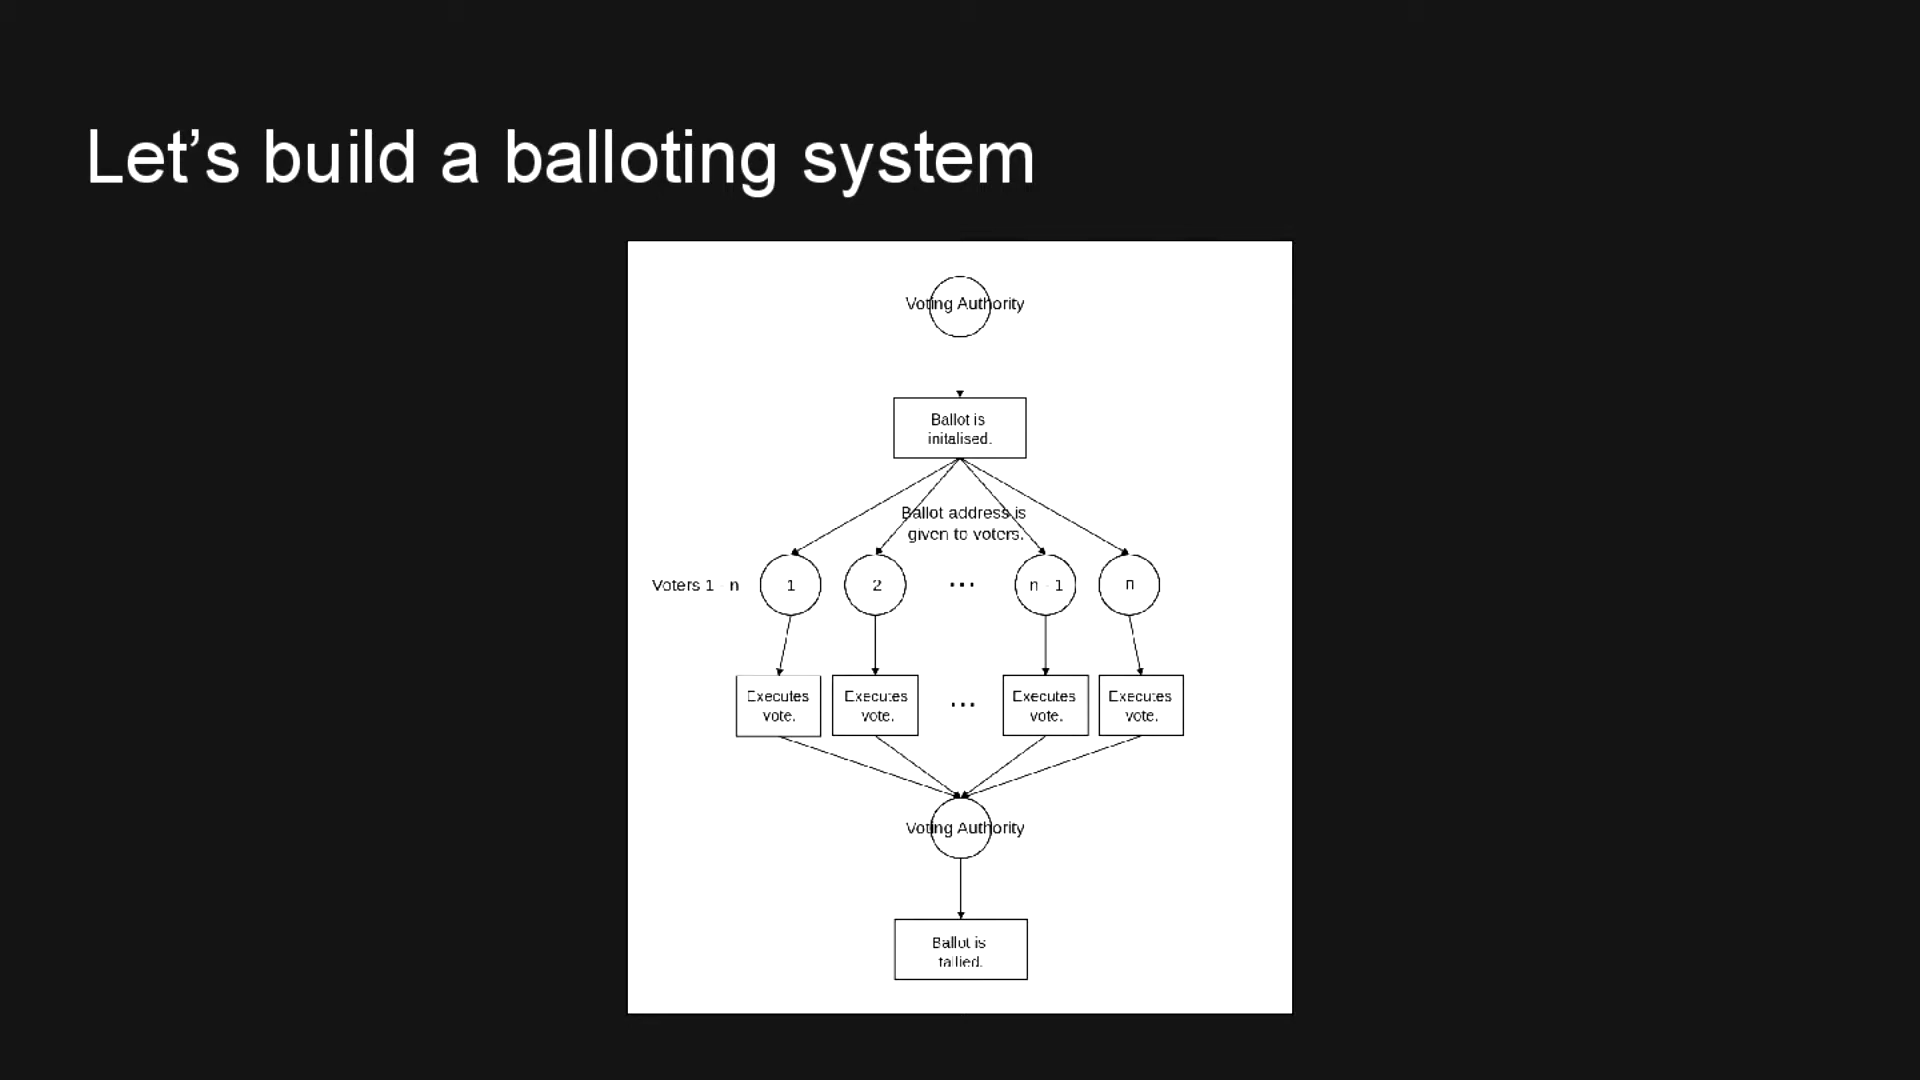 Let’s build a balloting system
Voting Authority
Ballot is
initalised.
Ballot address is
given to voters.
Voters 1 - n
1
2
...
n - 1
n
Executes
vote.
Executes
vote.
...
Executes
vote.
Executes
vote.
Voting Authority
Ballot is
tallied.